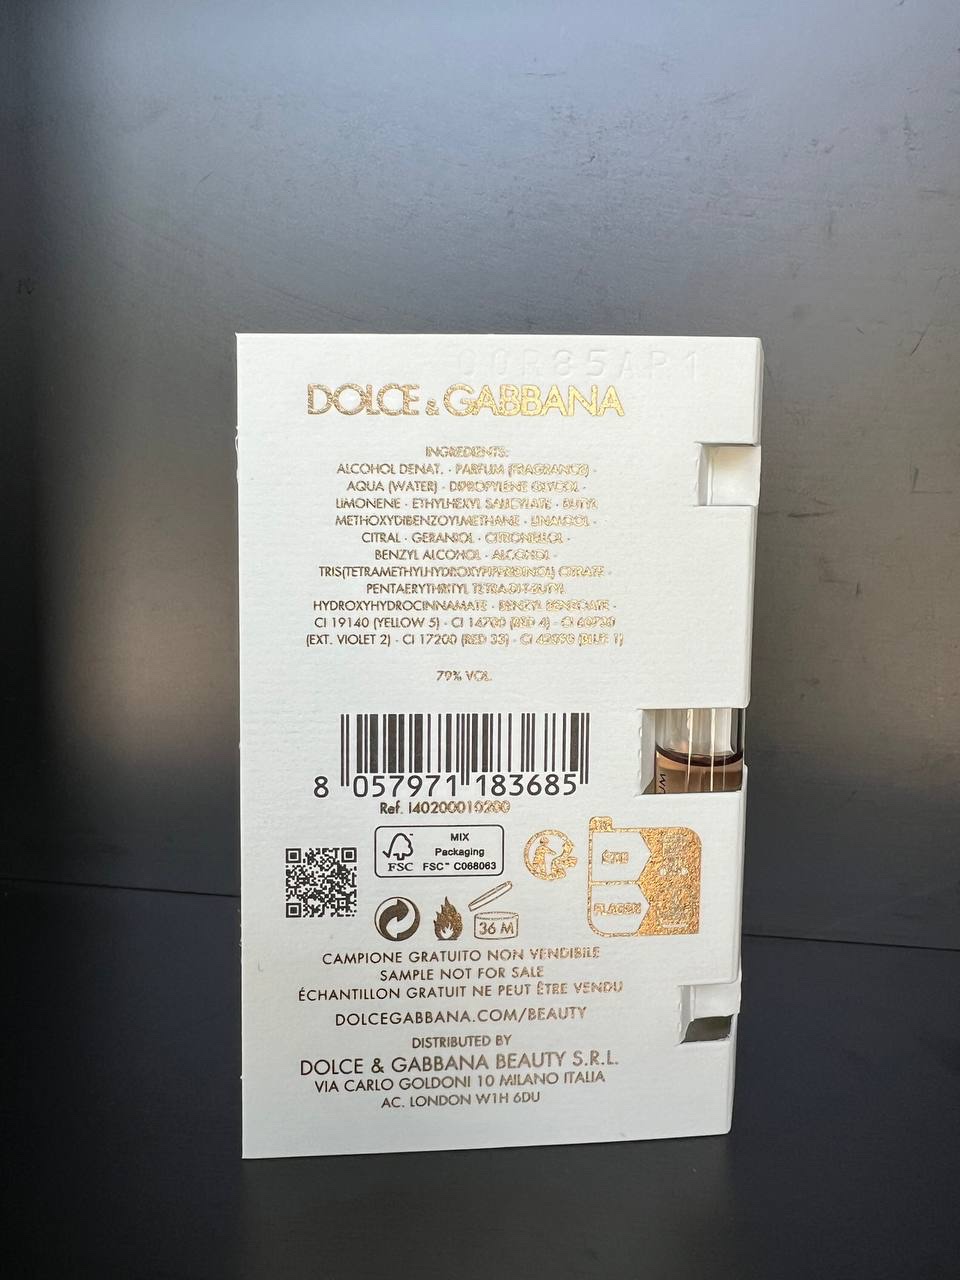 00R85AP1
DOLCE & GABBANA
INGREDIENTS:
ALCOHOL DENAT. · PARFUM (FRAGRANCE) ·
AQUA (WATER) · DIPROPYLENE GLYCOL ·
LIMONENE · ETHYLHEXYL SALICYLATE · BUTYL
METHOXYDIBENZOYLMETHANE · LINALOOL ·
CITRAL · GERANIOL · CITRONELLOL ·
BENZYL ALCOHOL · ALCOHOL ·
TRIS(TETRAMETHYLHYDROXYPIPERIDINOL) CITRATE ·
PENTAERYTHRITYL TETRA-DI-T-BUTYL
HYDROXYHYDROCINNAMATE · BENZYL BENZOATE ·
CI 19140 (YELLOW 5) · CI 14700 (RED 4) · CI 60730
(EXT. VIOLET 2) · CI 17200 (RED 33) · CI 42090 (BLUE 1)
79% VOL.
8 057971 183685
Ref. I40200010200
MIX
Packaging
FSC™ C068063
FSC
ÉTUI
FLACON
36 M
CAMPIONE GRATUITO NON VENDIBILE
SAMPLE NOT FOR SALE
ÉCHANTILLON GRATUIT NE PEUT ÊTRE VENDU
DOLCEGABBANA.COM/BEAUTY
DISTRIBUTED BY
DOLCE & GABBANA BEAUTY S.R.L.
VIA CARLO GOLDONI 10 MILANO ITALIA
AC. LONDON W1H 6DU